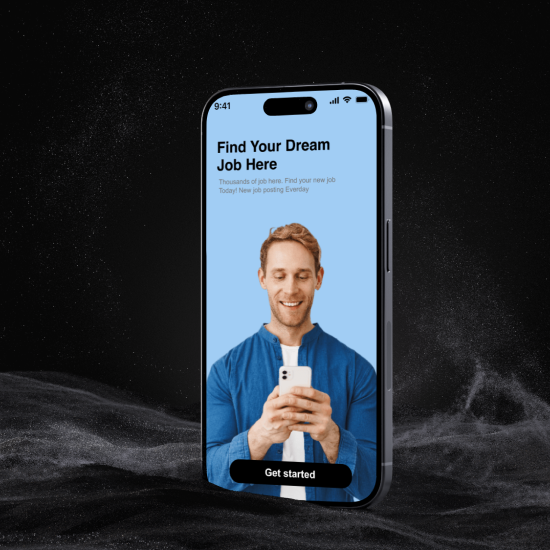 9:41
Find Your Dream
Job Here
Thousands of job here. Find your new job
Today! New job posting Everday
Get started